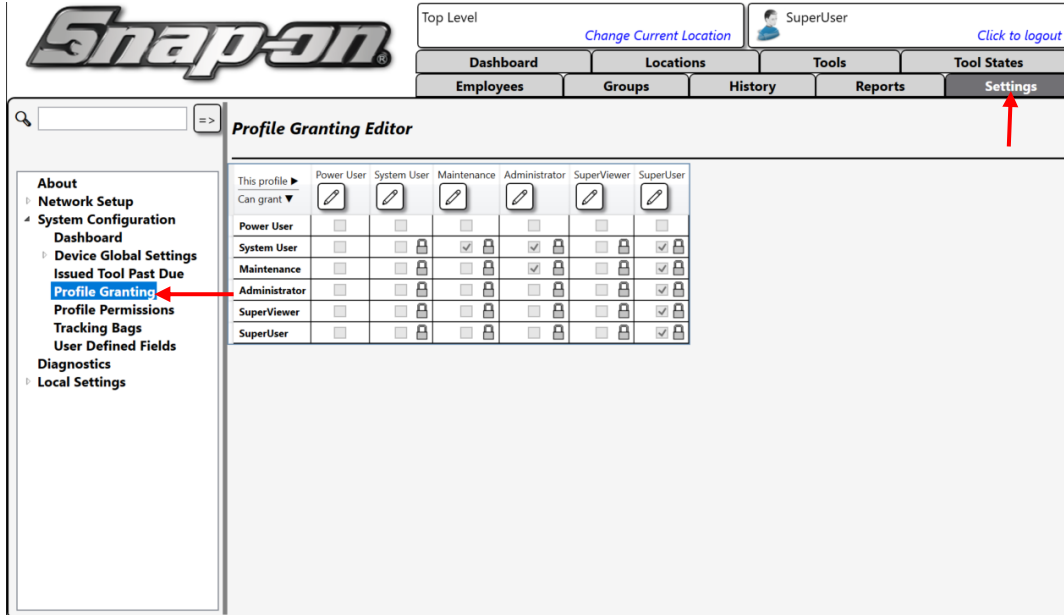 Snap-on
®
Top Level
Change Current Location
SuperUser
Click to logout
Dashboard
Locations
Tools
Tool States
Employees
Groups
History
Reports
Settings
=>
Profile Granting Editor
About
Network Setup
System Configuration
Dashboard
Device Global Settings
Issued Tool Past Due
Profile Granting
Profile Permissions
Tracking Bags
User Defined Fields
Diagnostics
Local Settings
This profile ▶
Can grant ▼
Power User
System User
Maintenance
Administrator
SuperViewer
SuperUser
Power User
System User
Maintenance
Administrator
SuperViewer
SuperUser